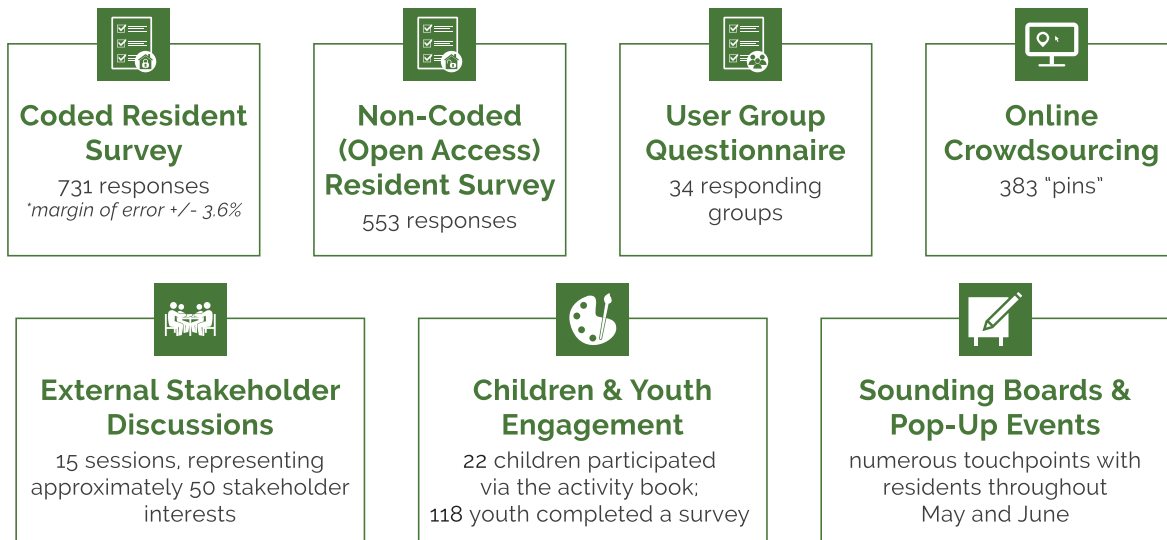 Coded Resident
Survey
731 responses
*margin of error +/- 3.6%
Non-Coded
(Open Access)
Resident Survey
553 responses
User Group
Questionnaire
34 responding
groups
Online
Crowdsourcing
383 "pins"
External Stakeholder
Discussions
15 sessions, representing
approximately 50 stakeholder
interests
Children & Youth
Engagement
22 children participated
via the activity book;
118 youth completed a survey
Sounding Boards &
Pop-Up Events
numerous touchpoints with
residents throughout
May and June